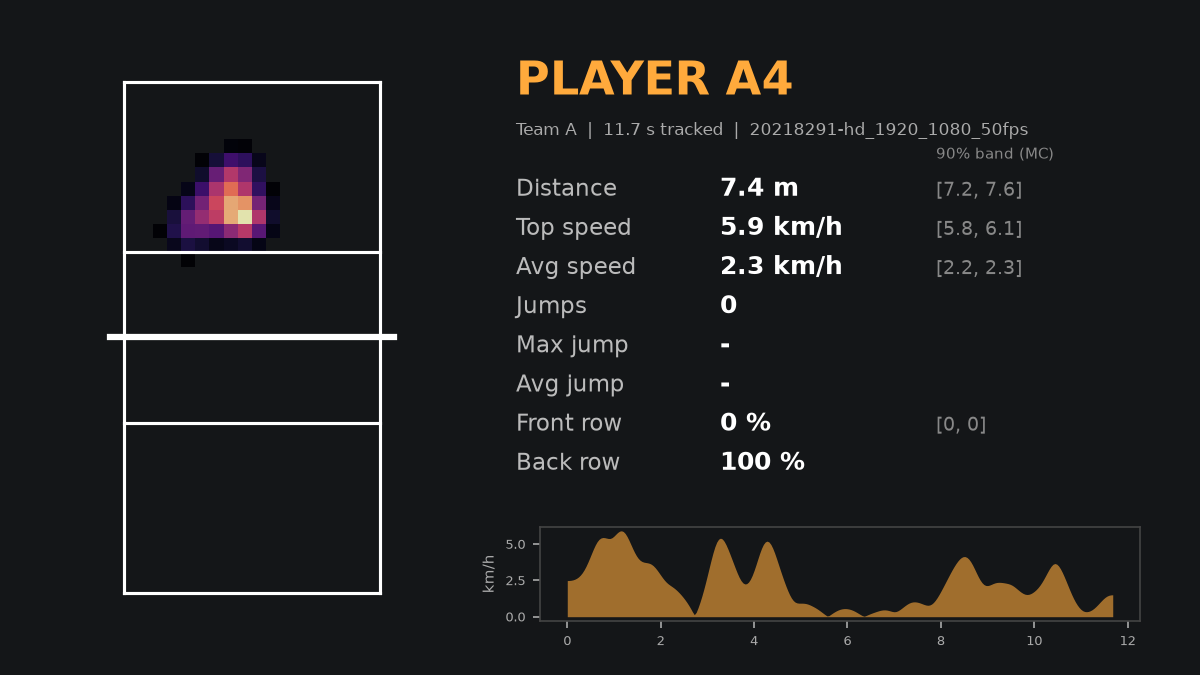 PLAYER A4
Team A | 11.7 s tracked | 20218291-hd_1920_1080_50fps
90% band (MC)
Distance 7.4 m [7.2, 7.6]
Top speed 5.9 km/h [5.8, 6.1]
Avg speed 2.3 km/h [2.2, 2.3]
Jumps 0
Max jump -
Avg jump -
Front row 0 % [0, 0]
Back row 100 %
km/h
5.0
2.5
0.0
0 2 4 6 8 10 12